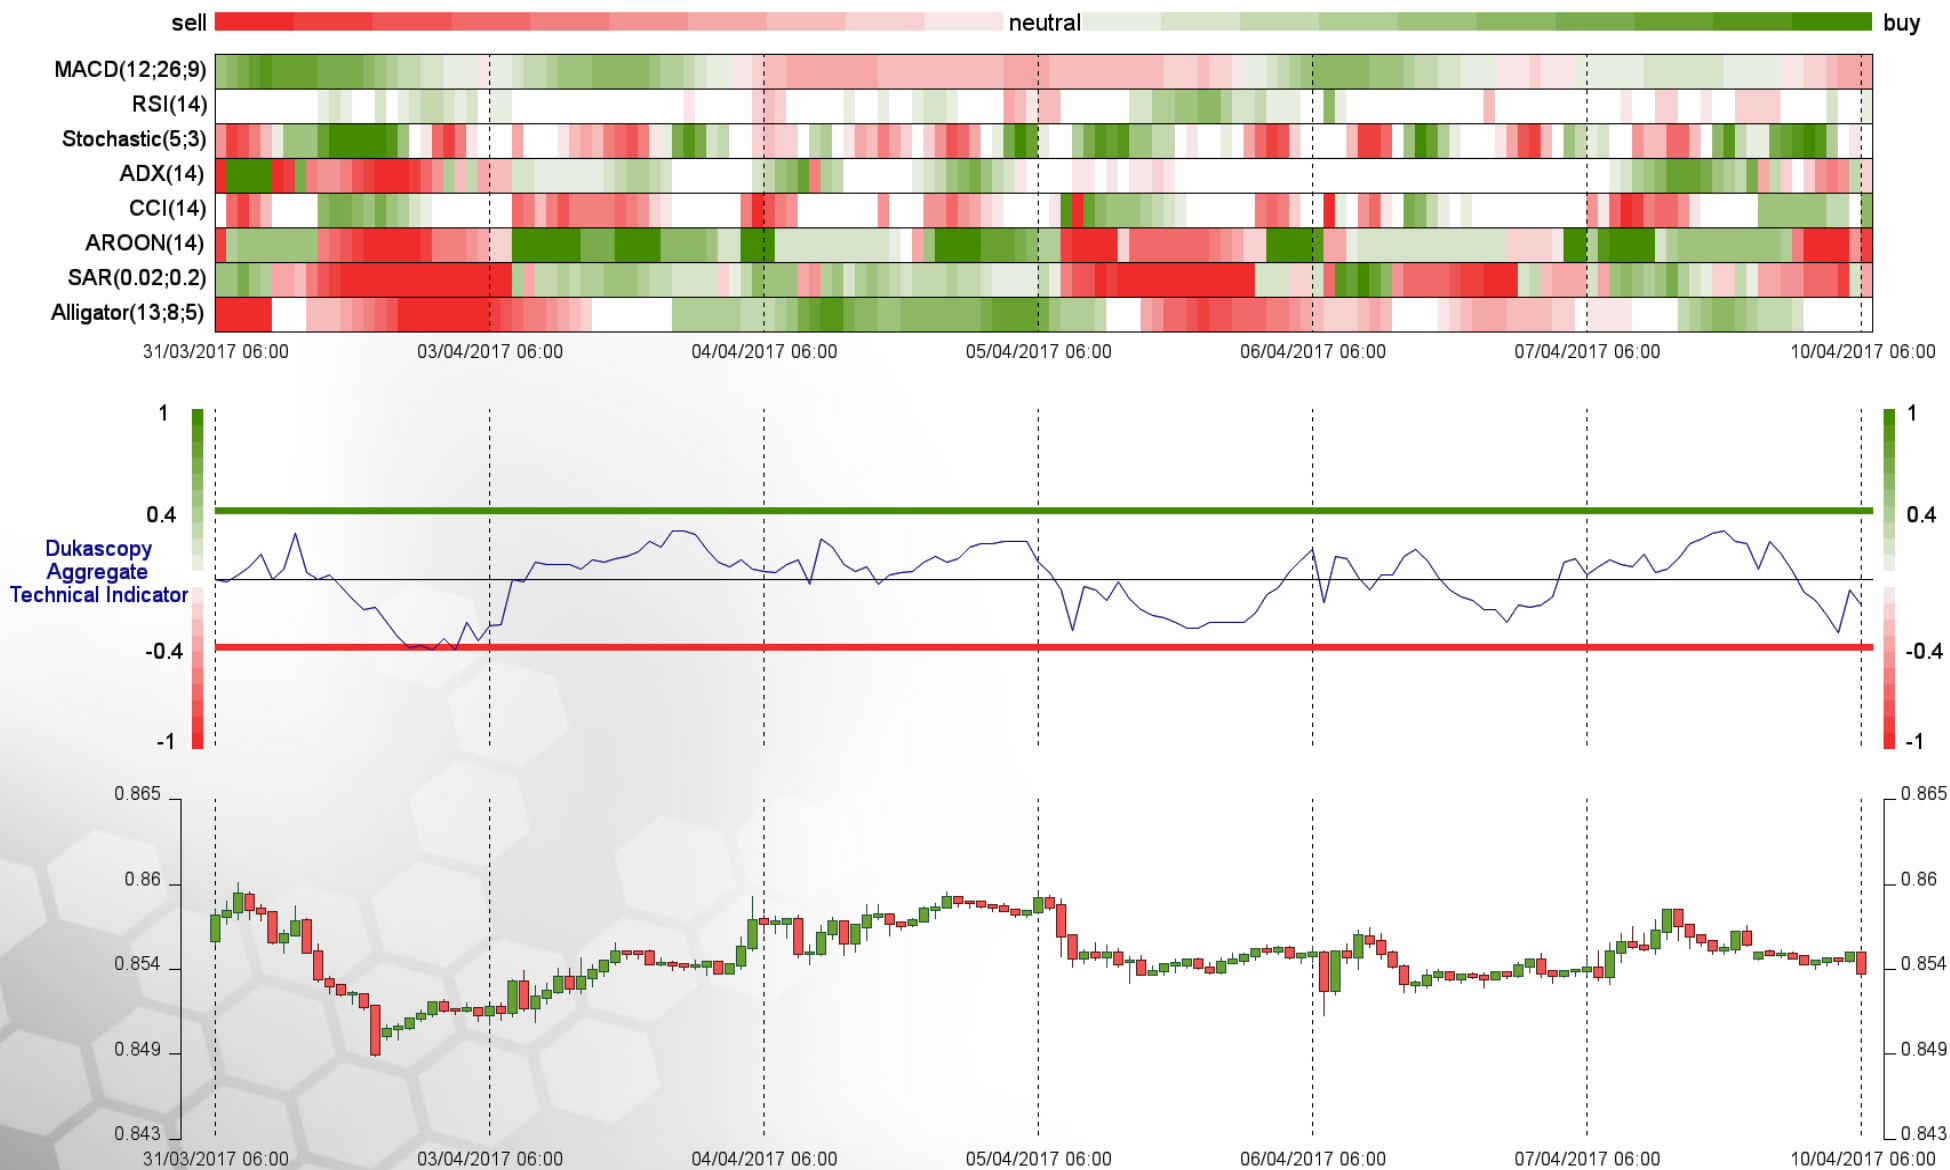 sell neutral buy
MACD(12;26;9)
RSI(14)
Stochastic(5;3)
ADX(14)
CCI(14)
AROON(14)
SAR(0.02;0.2)
Alligator(13;8;5)
31/03/2017 06:00 03/04/2017 06:00 04/04/2017 06:00 05/04/2017 06:00 06/04/2017 06:00 07/04/2017 06:00 10/04/2017 06:00
1 1
0.4 0.4
Dukascopy
Aggregate
Technical Indicator
-0.4 -0.4
-1 -1
0.865 0.865
0.86 0.86
0.854 0.854
0.849 0.849
0.843 0.843
31/03/2017 06:00 03/04/2017 06:00 04/04/2017 06:00 05/04/2017 06:00 06/04/2017 06:00 07/04/2017 06:00 10/04/2017 06:00